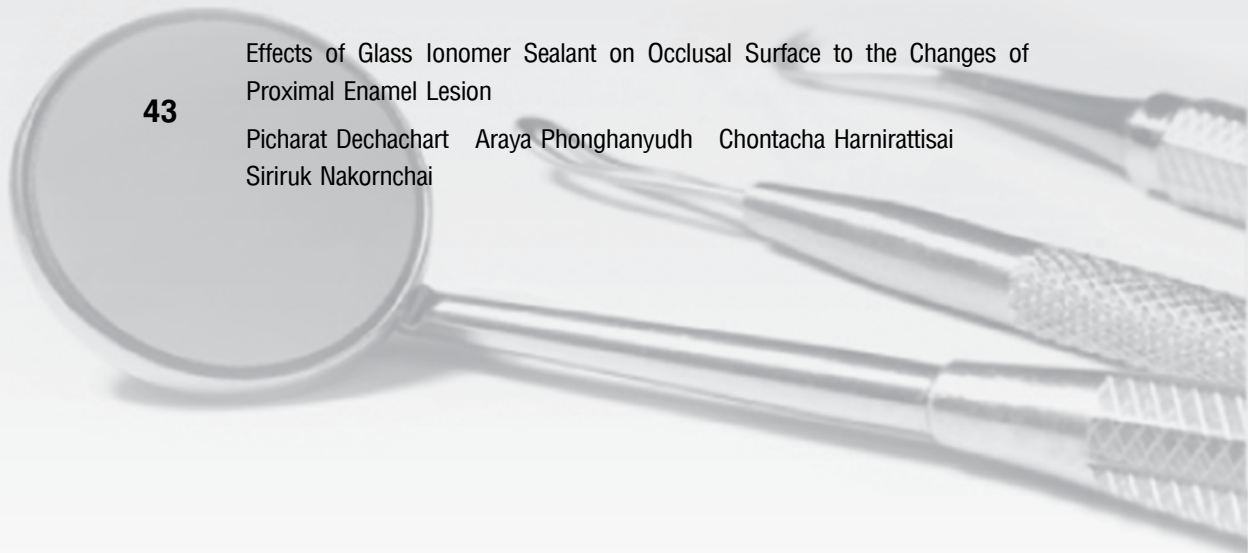 43
Effects of Glass Ionomer Sealant on Occlusal Surface to the Changes of
Proximal Enamel Lesion
Picharat Dechachart Araya Phonghanyudh Chontacha Harnirattisai
Siriruk Nakornchai